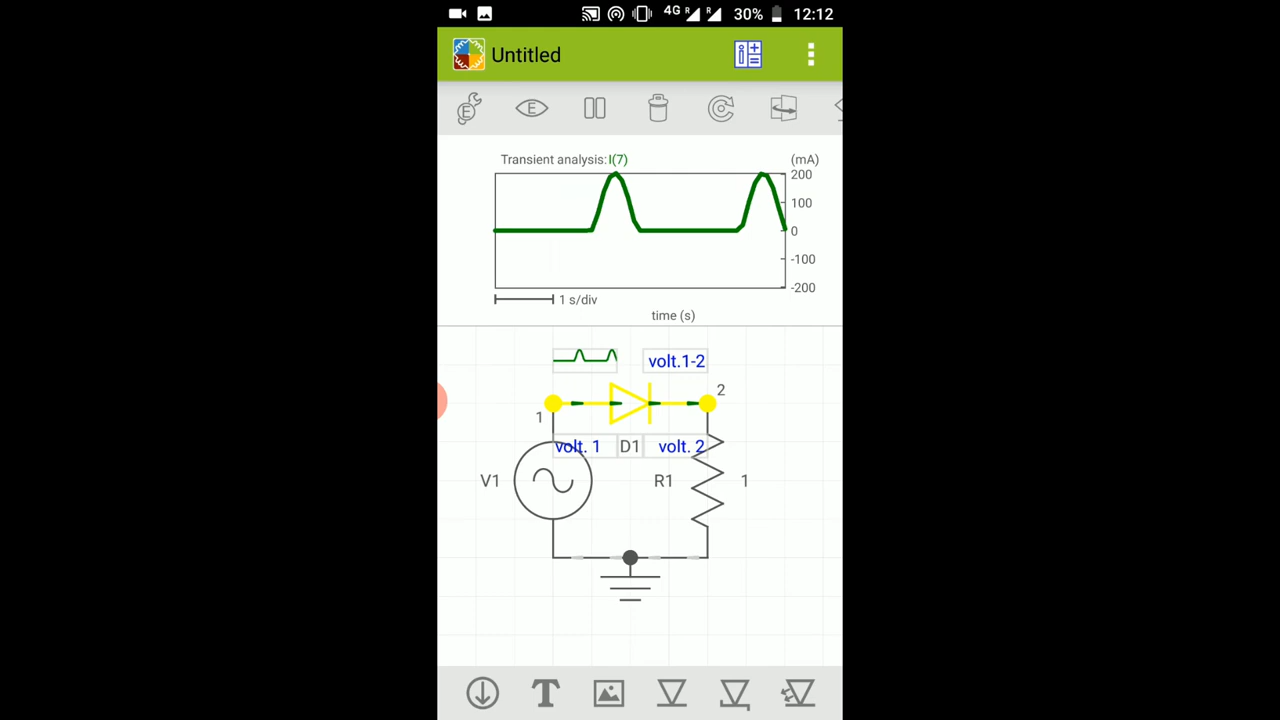 4G R R 30% 12:12
Untitled
E E
Transient analysis: I(7) (mA)
200
100
0
-100
-200
1 s/div
time (s)
volt.1-2
2
1
volt. 1 D1 volt. 2
V1 R1 1
T